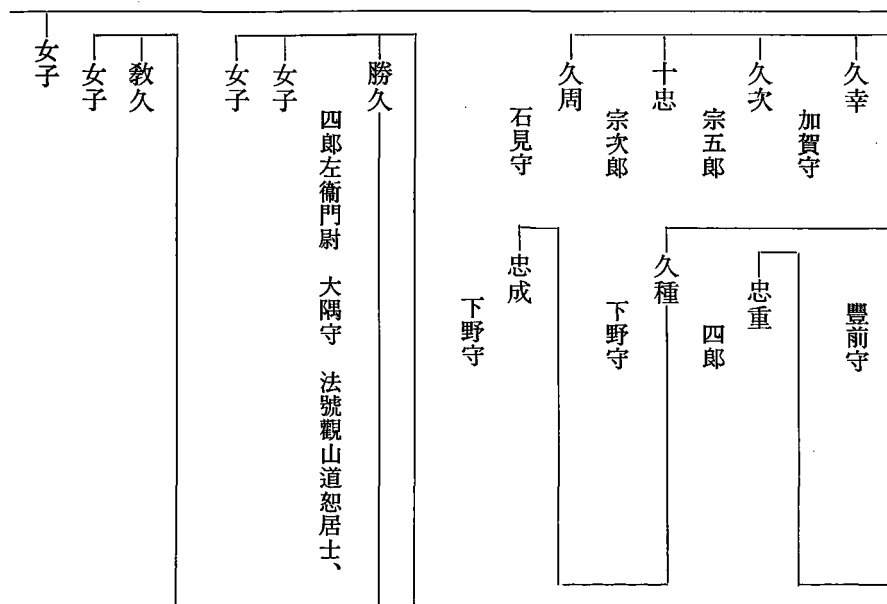 久幸
加賀守
久次
宗五郎
十忠
宗次郎
久周
石見守
豐前守
忠重
四郎
久種
下野守
忠成
下野守
勝久
四郎左衞門尉　大隅守　法號觀山道恕居士、
女子
女子
敎久
女子
女子